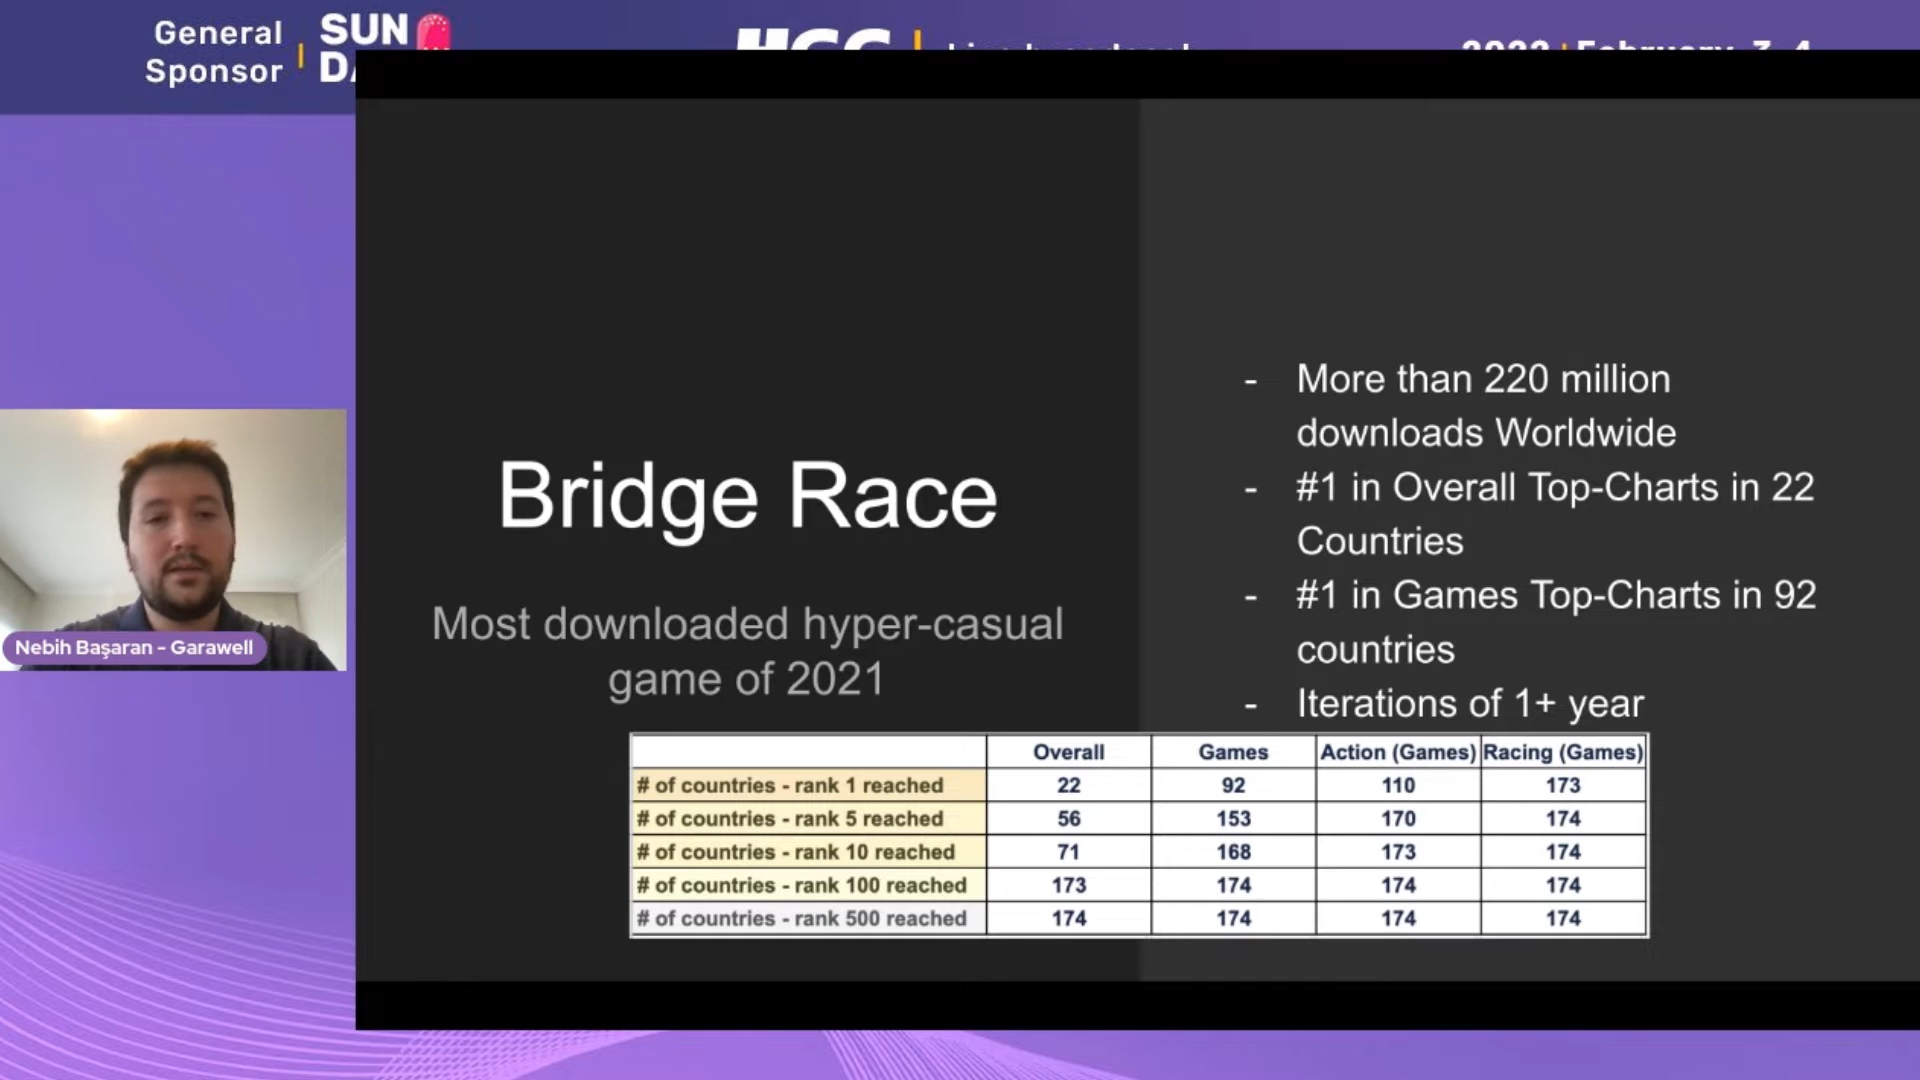 General
Sponsor
SUN
2022 February 3-4
Bridge Race
Most downloaded hyper-casual
game of 2021
- More than 220 million
downloads Worldwide
- #1 in Overall Top-Charts in 22
Countries
- #1 in Games Top-Charts in 92
countries
- Iterations of 1+ year
Nebih Başaran - Garawell
Overall Games Action (Games) Racing (Games)
# of countries - rank 1 reached 22 92 110 173
# of countries - rank 5 reached 56 153 170 174
# of countries - rank 10 reached 71 168 173 174
# of countries - rank 100 reached 173 174 174 174
# of countries - rank 500 reached 174 174 174 174